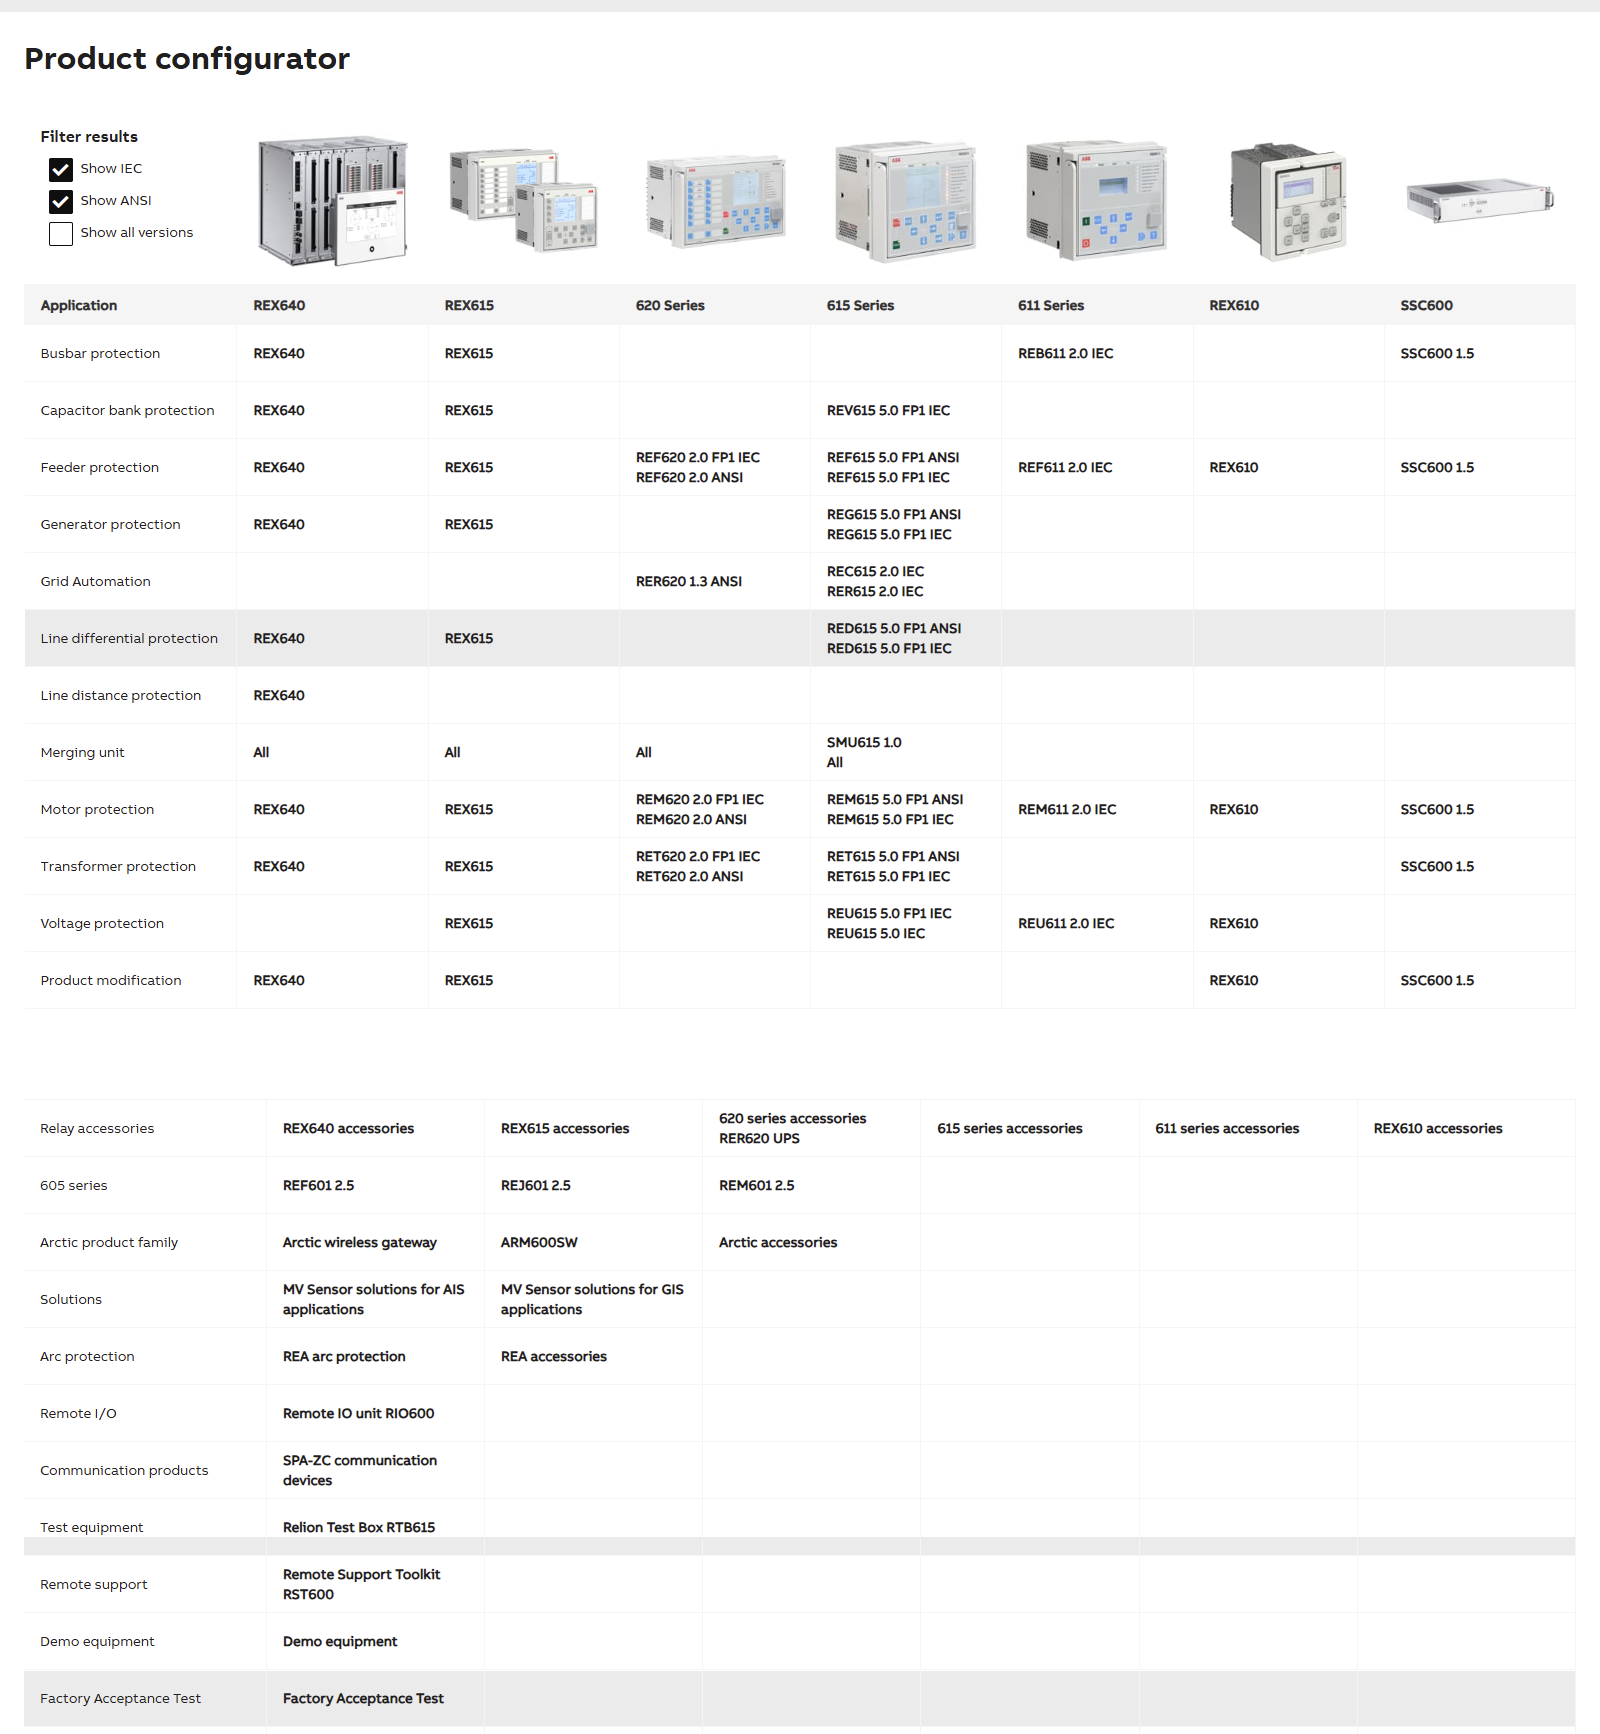 Product configurator
Filter results
Show IEC
Show ANSI
Show all versions
Application REX640 REX615 620 Series 615 Series 611 Series REX610 SSC600
Busbar protection REX640 REX615 REB611 2.0 IEC SSC600 1.5
Capacitor bank protection REX640 REX615 REV615 5.0 FP1 IEC
Feeder protection REX640 REX615 REF620 2.0 FP1 IEC REF615 5.0 FP1 ANSI REF611 2.0 IEC REX610 SSC600 1.5
REF620 2.0 ANSI REF615 5.0 FP1 IEC
Generator protection REX640 REX615 REG615 5.0 FP1 ANSI
REG615 5.0 FP1 IEC
Grid Automation RER620 1.3 ANSI REC615 2.0 IEC
RER615 2.0 IEC
Line differential protection REX640 REX615 RED615 5.0 FP1 ANSI
RED615 5.0 FP1 IEC
Line distance protection REX640
Merging unit All All All SMU615 1.0
All
Motor protection REX640 REX615 REM620 2.0 FP1 IEC REM615 5.0 FP1 ANSI REM611 2.0 IEC REX610 SSC600 1.5
REM620 2.0 ANSI REM615 5.0 FP1 IEC
Transformer protection REX640 REX615 RET620 2.0 FP1 IEC RET615 5.0 FP1 ANSI SSC600 1.5
RET620 2.0 ANSI RET615 5.0 FP1 IEC
Voltage protection REX615 REU615 5.0 FP1 IEC REU611 2.0 IEC REX610
REU615 5.0 IEC
Product modification REX640 REX615 REX610 SSC600 1.5
Relay accessories REX640 accessories REX615 accessories 620 series accessories 615 series accessories 611 series accessories REX610 accessories
RER620 UPS
605 series REF601 2.5 REJ601 2.5 REM601 2.5
Arctic product family Arctic wireless gateway ARM600SW Arctic accessories
Solutions MV Sensor solutions for AIS MV Sensor solutions for GIS
applications applications
Arc protection REA arc protection REA accessories
Remote I/O Remote IO unit RIO600
Communication products SPA-ZC communication
devices
Test equipment Relion Test Box RTB615
Remote support Remote Support Toolkit
RST600
Demo equipment Demo equipment
Factory Acceptance Test Factory Acceptance Test